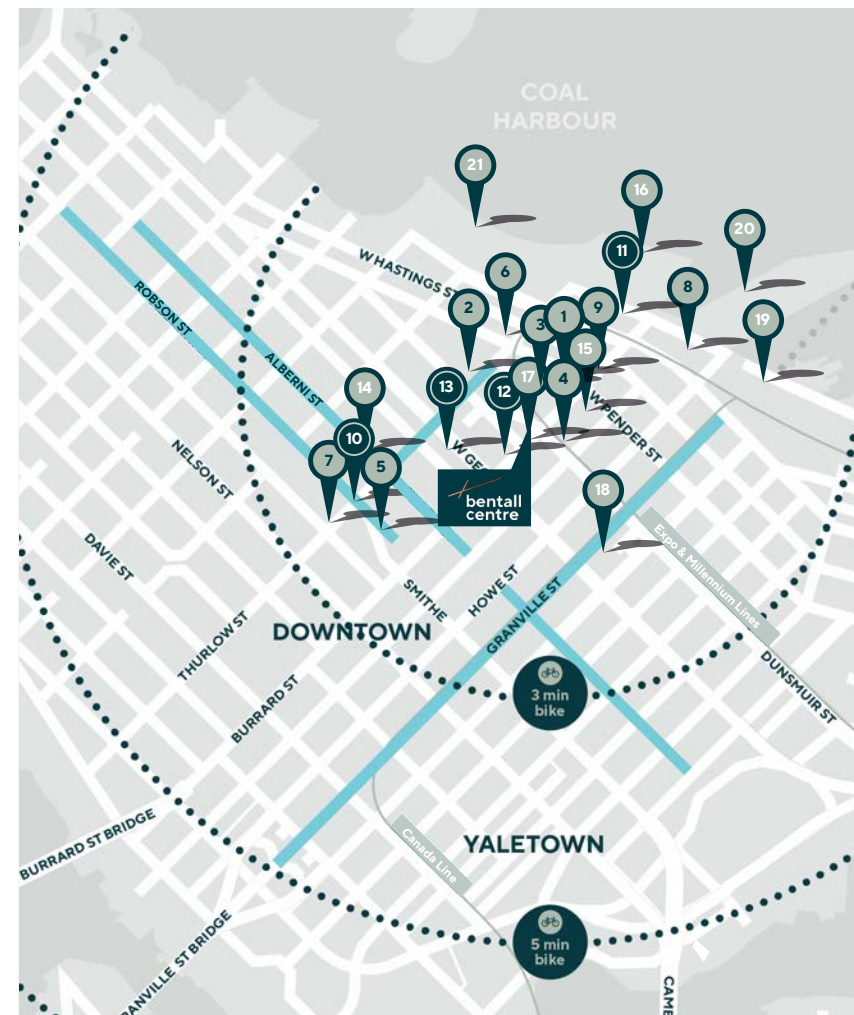 COAL
HARBOUR
21
16
20
11
W HASTINGS ST
6
8
2
9
1
3
19
ROBSON ST
15
ALBERNI ST
17
4
14
13
12
W PENDER ST
10
W GE
7
5
NELSON ST
18
bentall
centre
DAVIE ST
Expo & Millennium Lines
SMITHE
HOWE ST
GRANVILLE ST
THURLOW ST
DOWNTOWN
DUNSMUIR ST
3 min
bike
BURRARD ST
BURRARD ST BRIDGE
YALETOWN
Canada Line
5 min
bike
RANVILLE ST BRIDGE
CAMB